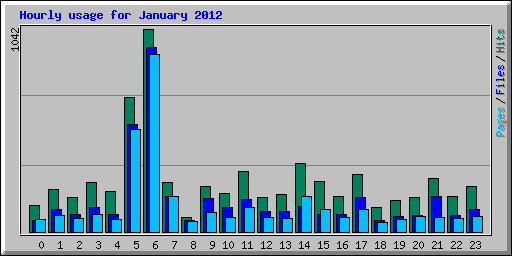 Hourly usage for January 2012
1042
Pages/Files/Hits
0 1 2 3 4 5 6 7 8 9 10 11 12 13 14 15 16 17 18 19 20 21 22 23